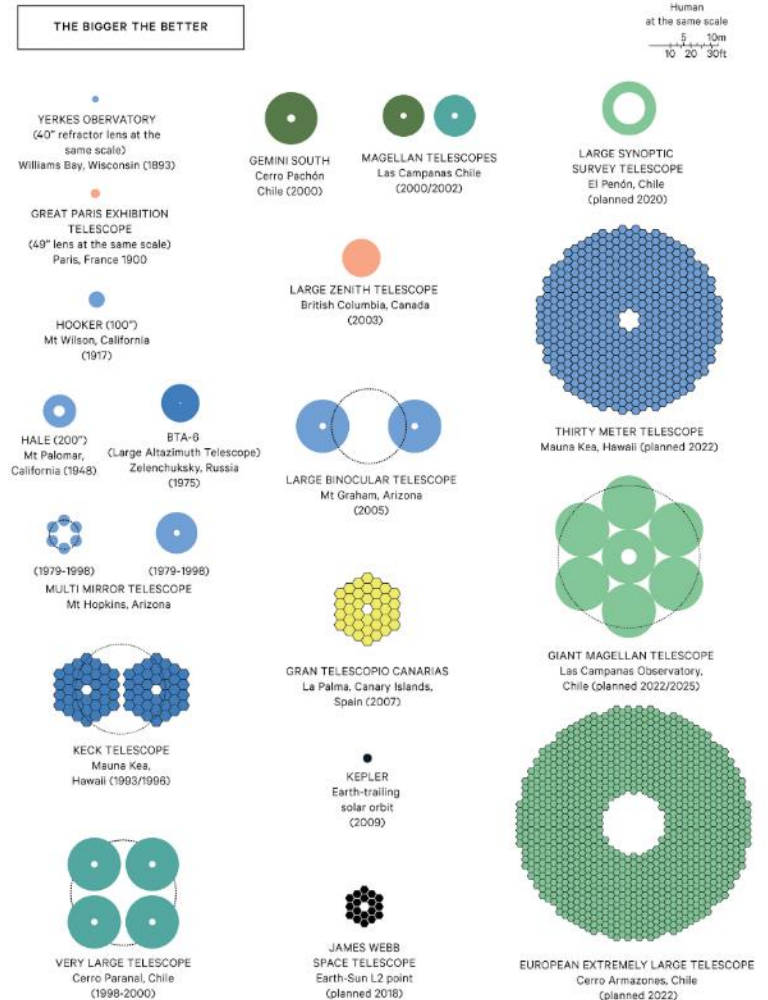 THE BIGGER THE BETTER
Human
at the same scale
5 10m
10 20 30ft
YERKES OBERVATORY
(40" refractor lens at the
same scale)
Williams Bay, Wisconsin (1893)
GREAT PARIS EXHIBITION
TELESCOPE
(49" lens at the same scale)
Paris, France 1900
HOOKER (100")
Mt Wilson, California
(1917)
HALE (200")
Mt Palomar,
California (1948)
BTA-6
(Large Altazimuth Telescope)
Zelenchuksky, Russia
(1975)
(1979-1998)
(1979-1998)
MULTI MIRROR TELESCOPE
Mt Hopkins, Arizona
KECK TELESCOPE
Mauna Kea,
Hawaii (1993/1996)
VERY LARGE TELESCOPE
Cerro Paranal, Chile
(1998-2000)
GEMINI SOUTH
Cerro Pachón
Chile (2000)
MAGELLAN TELESCOPES
Las Campanas Chile
(2000/2002)
LARGE ZENITH TELESCOPE
British Columbia, Canada
(2003)
LARGE BINOCULAR TELESCOPE
Mt Graham, Arizona
(2005)
GRAN TELESCOPIO CANARIAS
La Palma, Canary Islands,
Spain (2007)
KEPLER
Earth-trailing
solar orbit
(2009)
JAMES WEBB
SPACE TELESCOPE
Earth-Sun L2 point
(planned 2018)
LARGE SYNOPTIC
SURVEY TELESCOPE
El Penón, Chile
(planned 2020)
THIRTY METER TELESCOPE
Mauna Kea, Hawaii (planned 2022)
GIANT MAGELLAN TELESCOPE
Las Campanas Observatory,
Chile (planned 2022/2025)
EUROPEAN EXTREMELY LARGE TELESCOPE
Cerro Armazones, Chile
(planned 2022)